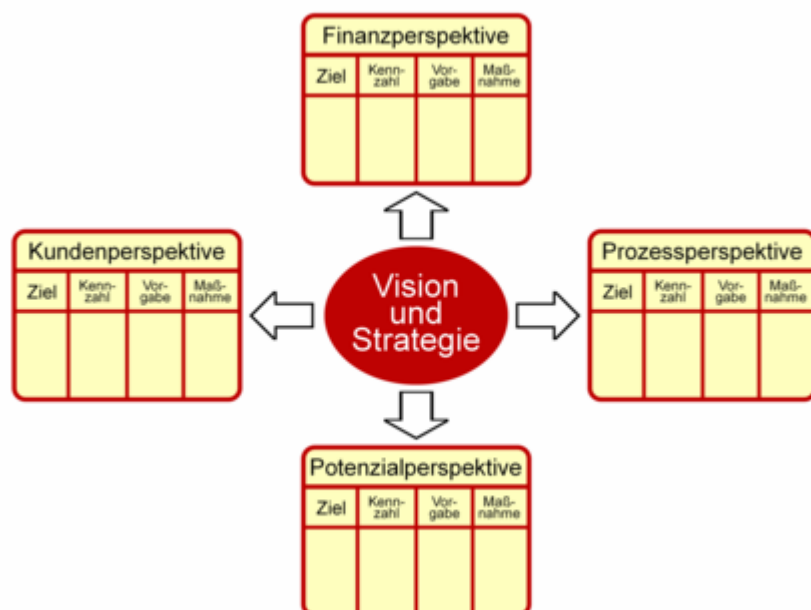 Finanzperspektive
Ziel Kenn-zahl Vor-gabe Maß-nahme
Kundenperspektive
Ziel Kenn-zahl Vor-gabe Maß-nahme
Vision
und
Strategie
Prozessperspektive
Ziel Kenn-zahl Vor-gabe Maß-nahme
Potenzialperspektive
Ziel Kenn-zahl Vor-gabe Maß-nahme